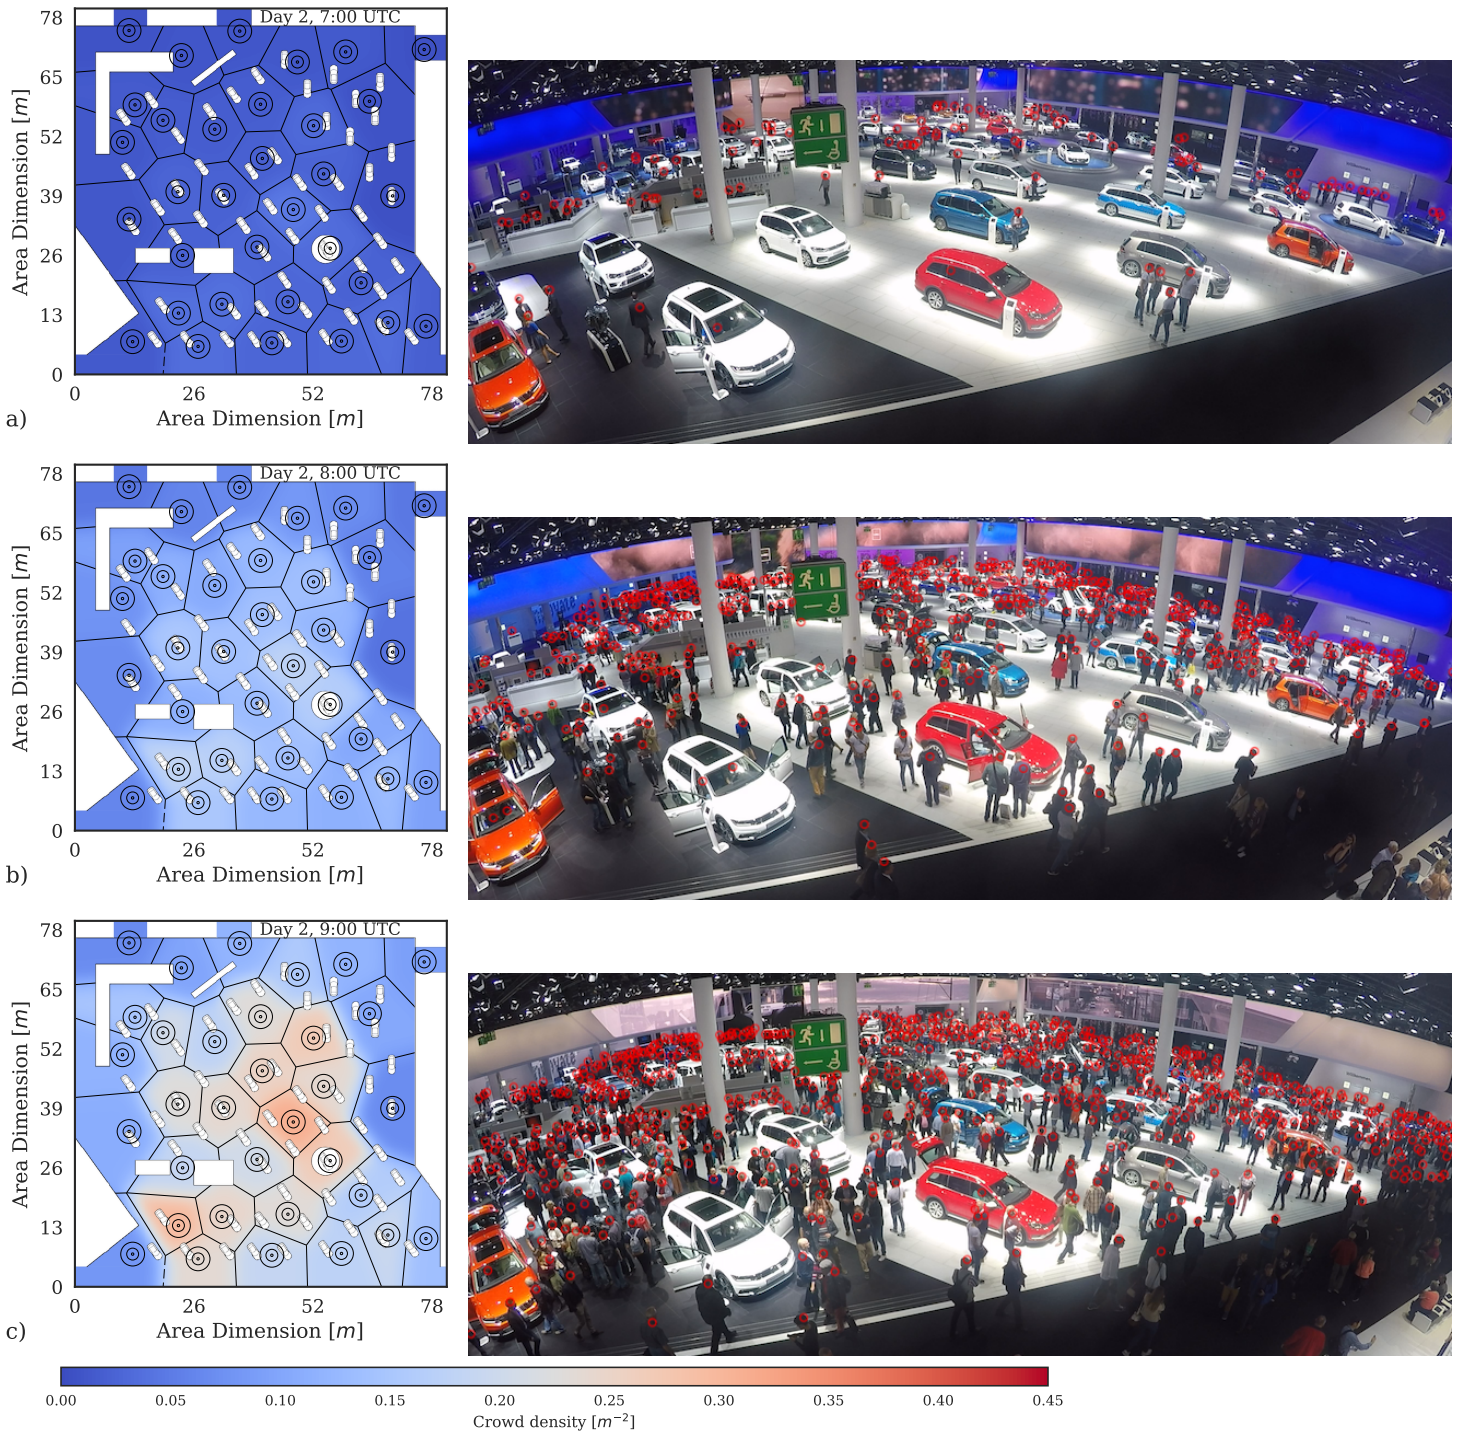 Day 2, 7:00 UTC
78
65
52
39
26
13
0
Area Dimension [m]
0 26 52 78
Area Dimension [m]
a)
Day 2, 8:00 UTC
78
65
52
39
26
13
0
Area Dimension [m]
0 26 52 78
Area Dimension [m]
b)
Day 2, 9:00 UTC
78
65
52
39
26
13
0
Area Dimension [m]
0 26 52 78
Area Dimension [m]
c)
0.00 0.05 0.10 0.15 0.20 0.25 0.30 0.35 0.40 0.45
Crowd density [m⁻²]